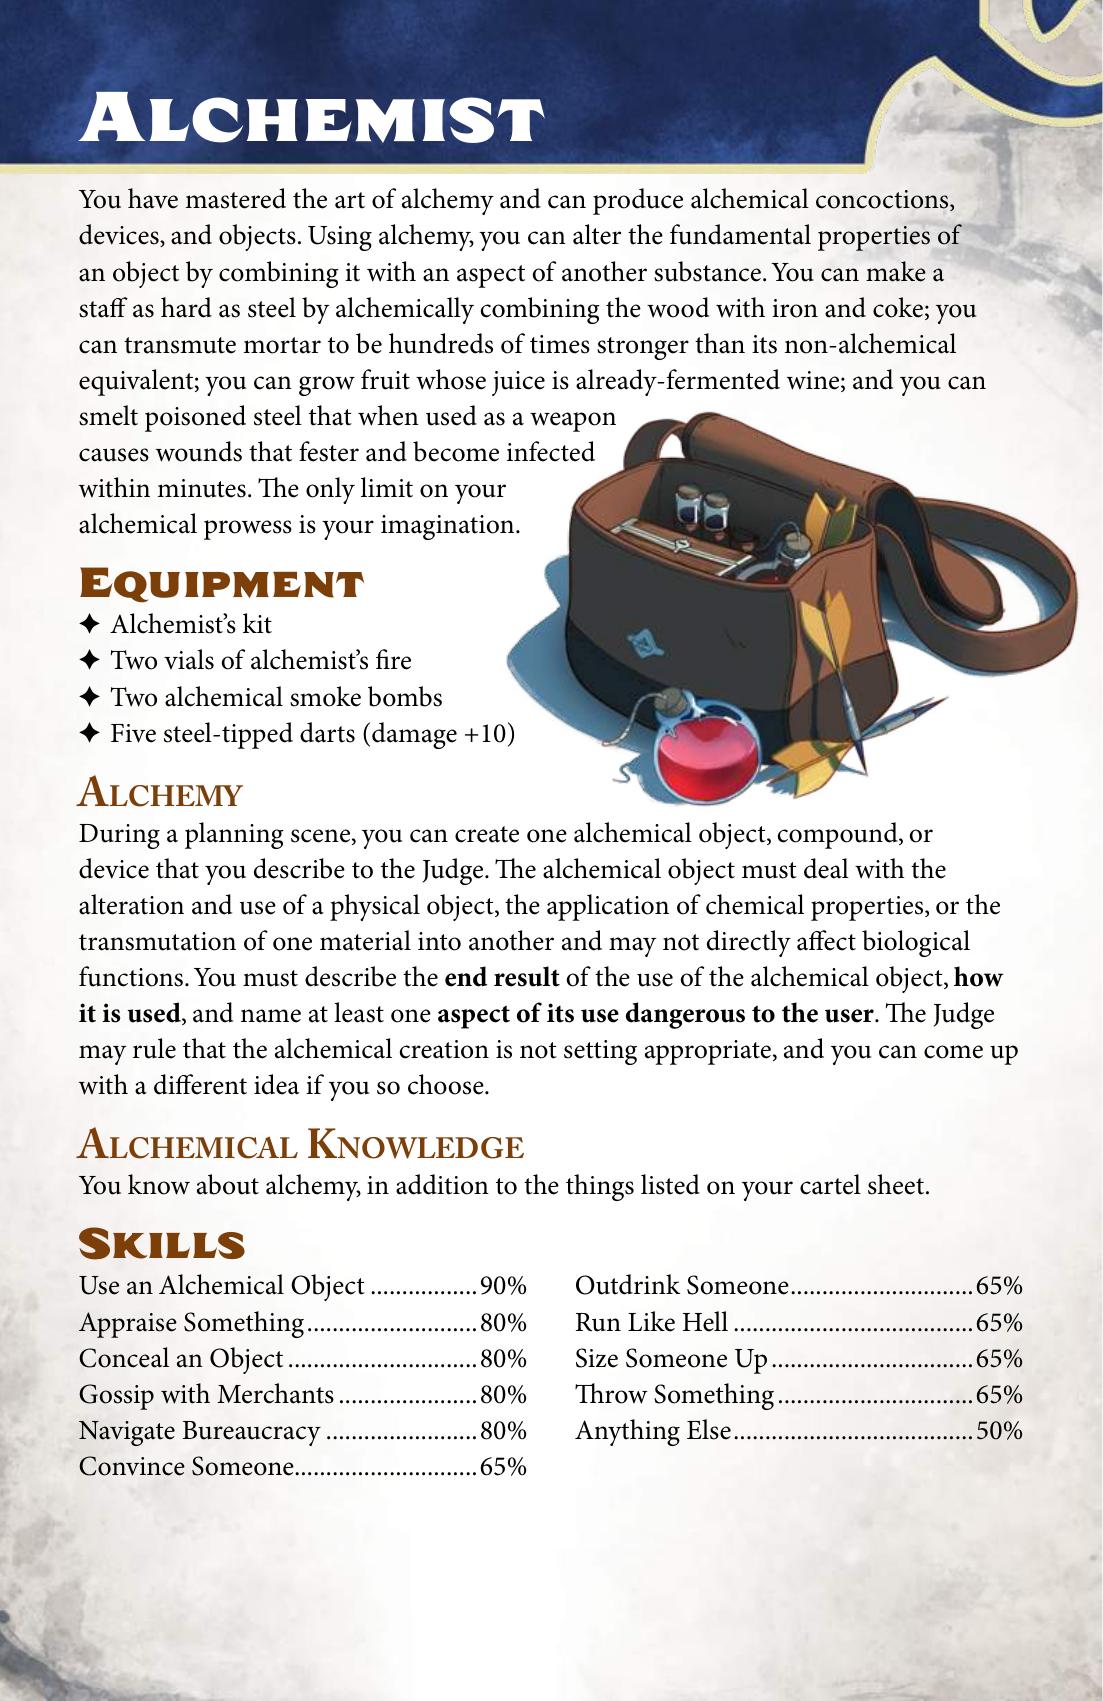 ALCHEMIST
You have mastered the art of alchemy and can produce alchemical concoctions,
devices, and objects. Using alchemy, you can alter the fundamental properties of
an object by combining it with an aspect of another substance. You can make a
staff as hard as steel by alchemically combining the wood with iron and coke; you
can transmute mortar to be hundreds of times stronger than its non-alchemical
equivalent; you can grow fruit whose juice is already-fermented wine; and you can
smelt poisoned steel that when used as a weapon
causes wounds that fester and become infected
within minutes. The only limit on your
alchemical prowess is your imagination.
EQUIPMENT
✦ Alchemist’s kit
✦ Two vials of alchemist’s fire
✦ Two alchemical smoke bombs
✦ Five steel-tipped darts (damage +10)
ALCHEMY
During a planning scene, you can create one alchemical object, compound, or
device that you describe to the Judge. The alchemical object must deal with the
alteration and use of a physical object, the application of chemical properties, or the
transmutation of one material into another and may not directly affect biological
functions. You must describe the end result of the use of the alchemical object, how
it is used, and name at least one aspect of its use dangerous to the user. The Judge
may rule that the alchemical creation is not setting appropriate, and you can come up
with a different idea if you so choose.
ALCHEMICAL KNOWLEDGE
You know about alchemy, in addition to the things listed on your cartel sheet.
SKILLS
Use an Alchemical Object .................90%
Appraise Something...........................80%
Conceal an Object ..............................80%
Gossip with Merchants ......................80%
Navigate Bureaucracy ........................80%
Convince Someone.............................65%
Outdrink Someone.............................65%
Run Like Hell ......................................65%
Size Someone Up ................................65%
Throw Something ...............................65%
Anything Else......................................50%